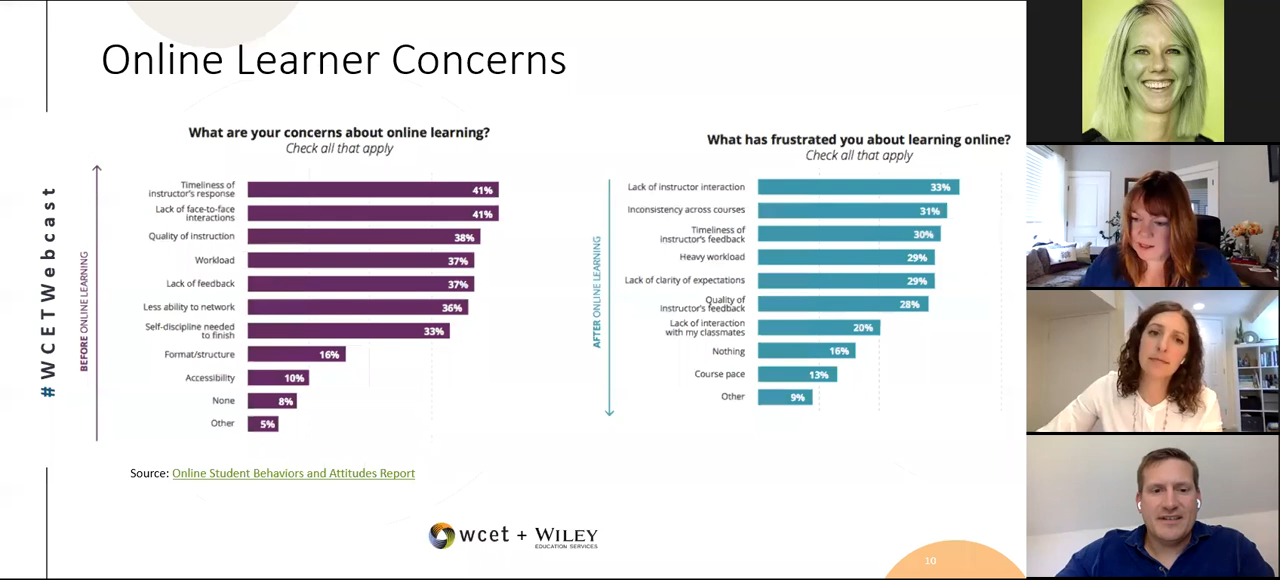 Online Learner Concerns
#WCETWebcast
What are your concerns about online learning?
Check all that apply
BEFORE ONLINE LEARNING
Timeliness of
instructor's response
41%
Lack of face-to-face
interactions
41%
Quality of instruction
38%
Workload
37%
Lack of feedback
37%
Less ability to network
36%
Self-discipline needed
to finish
33%
Format/structure
16%
Accessibility
10%
None
8%
Other
5%
What has frustrated you about learning online?
Check all that apply
AFTER ONLINE LEARNING
Lack of instructor interaction
33%
Inconsistency across courses
31%
Timeliness of
instructor's feedback
30%
Heavy workload
29%
Lack of clarity of expectations
29%
Quality of
instructor's feedback
28%
Lack of interaction
with my classmates
20%
Nothing
16%
Course pace
13%
Other
9%
Source: Online Student Behaviors and Attitudes Report
wcet + WILEY
EDUCATION SERVICES
10